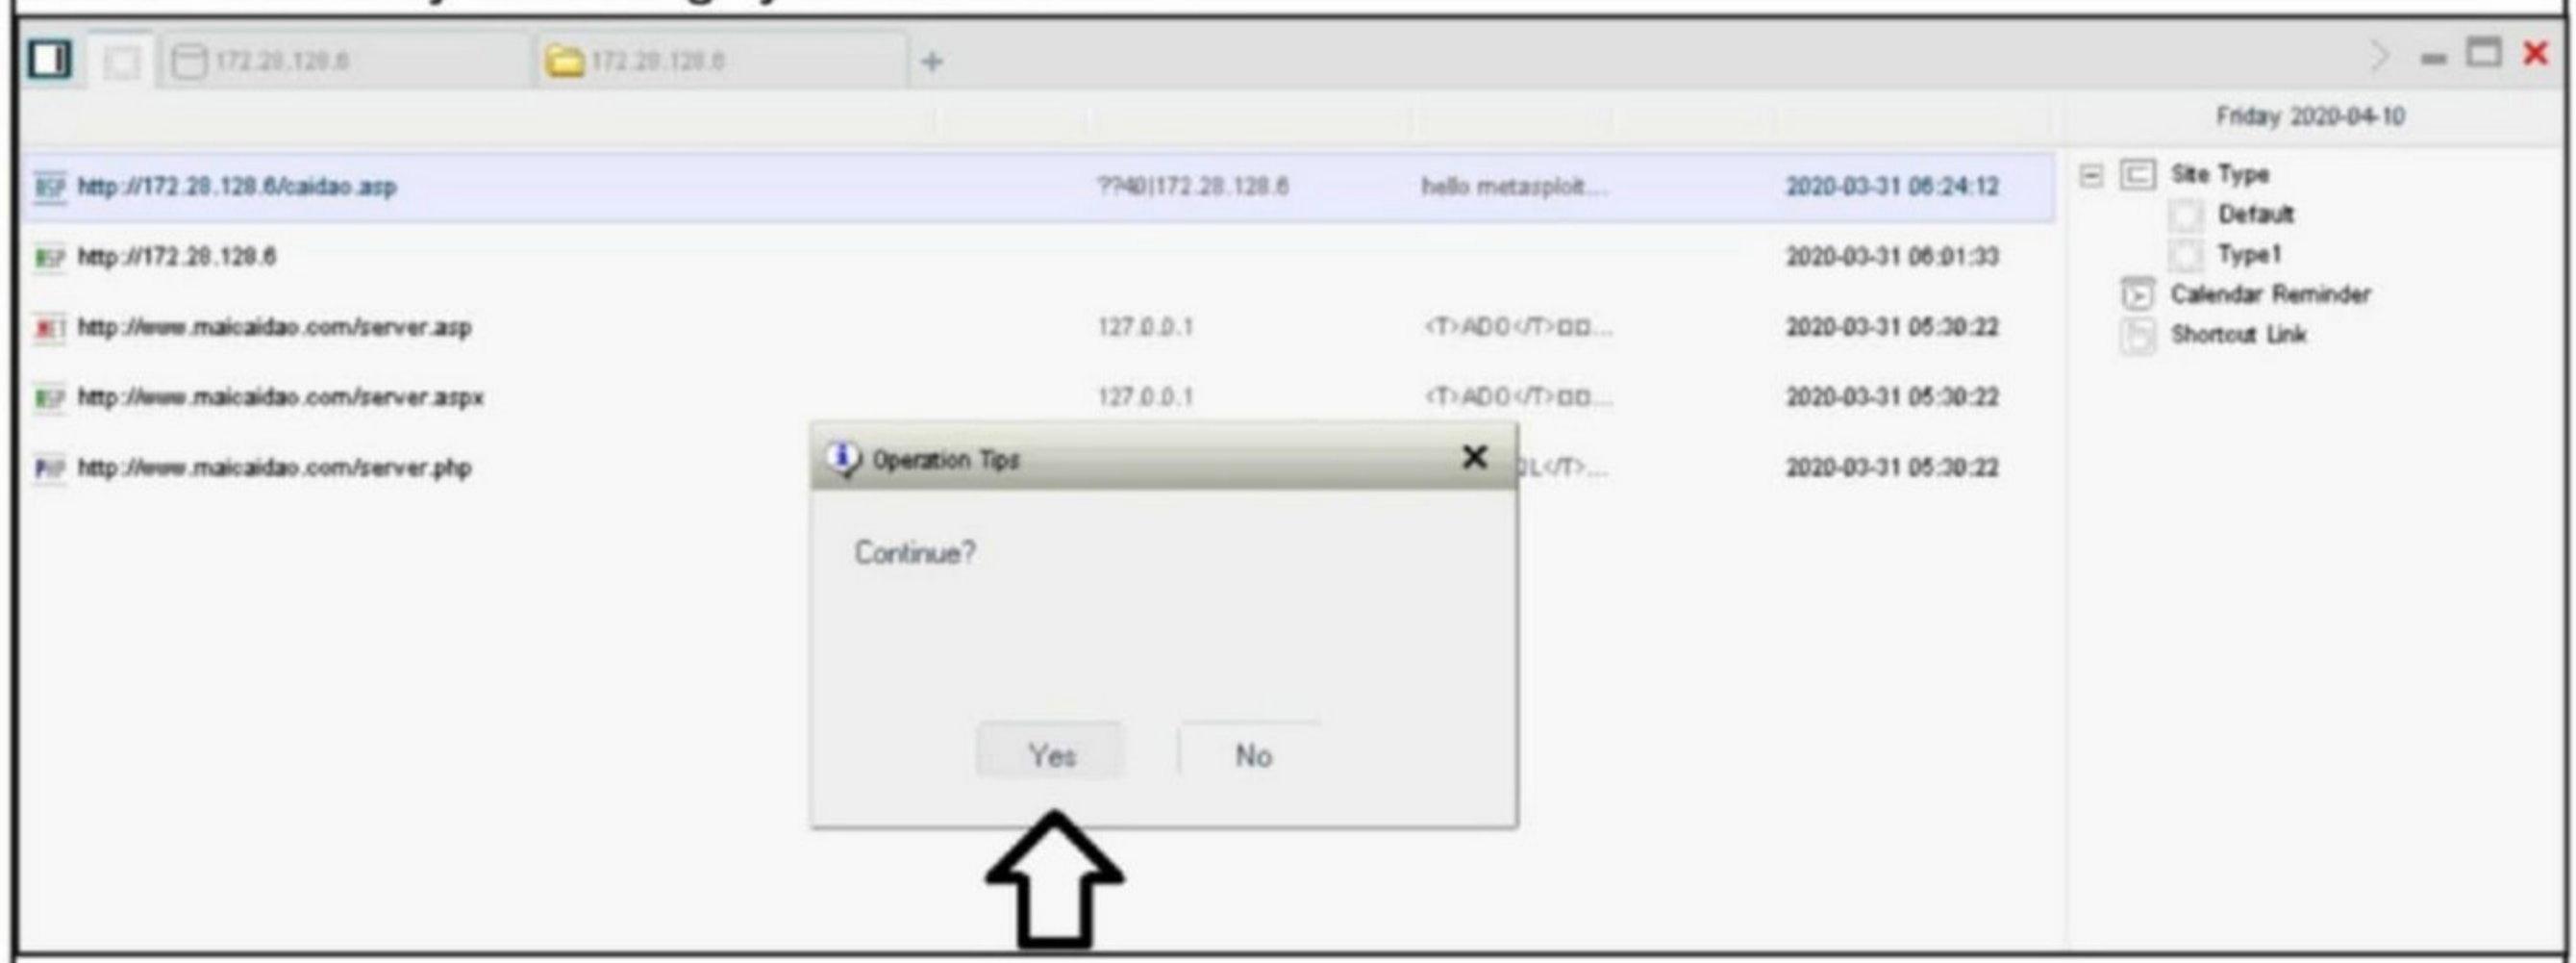 172.28.128.6
172.28.128.6
+
Friday 2020-04-10
http://172.28.128.6/caidao.asp ??40|172.28.128.6 hello metasploit... 2020-03-31 06:24:12
http://172.28.128.6 2020-03-31 06:01:33
http://www.maicaidao.com/server.asp 127.0.0.1 <T>ADO</T>□□... 2020-03-31 05:30:22
http://www.maicaidao.com/server.aspx 127.0.0.1 <T>ADO</T>□□... 2020-03-31 05:30:22
PHP http://www.maicaidao.com/server.php QL</T>... 2020-03-31 05:30:22
Site Type
Default
Type1
Calendar Reminder
Shortcut Link
Operation Tips
Continue?
Yes No